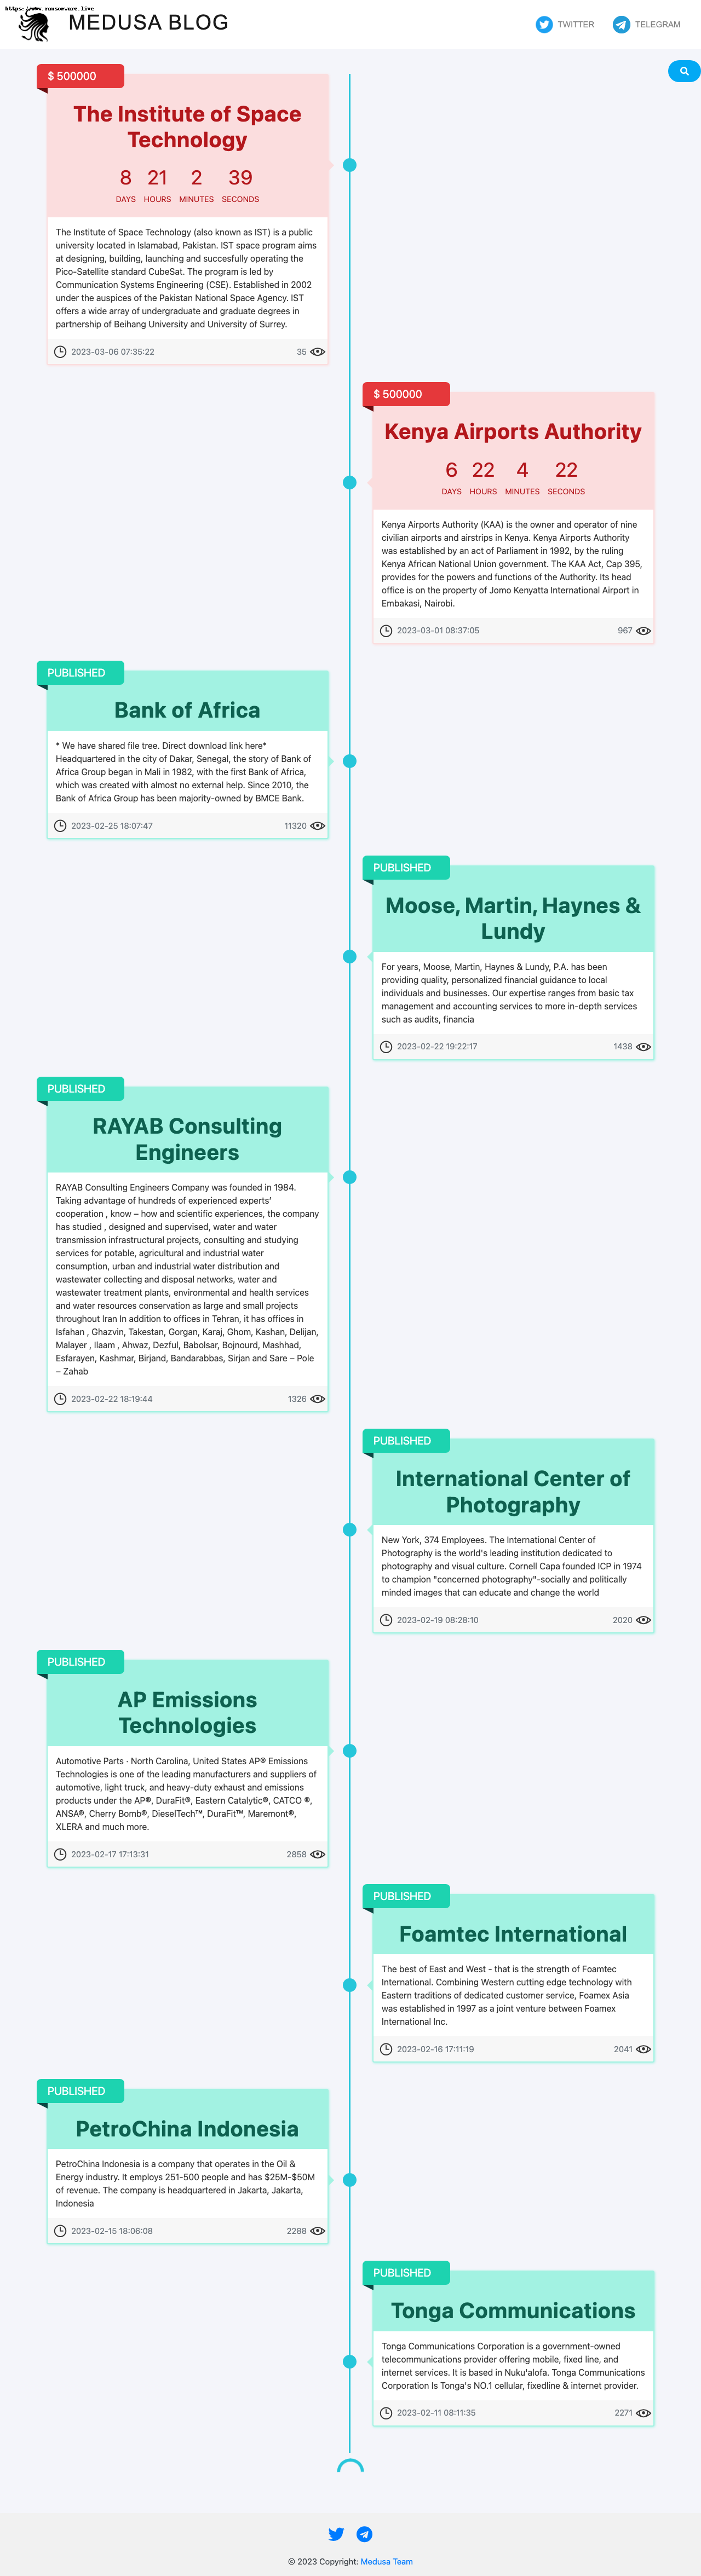 https://www.ransomware.live
MEDUSA BLOG
TWITTER
TELEGRAM
$ 500000
The Institute of Space
Technology
8 21 2 39
DAYS HOURS MINUTES SECONDS
The Institute of Space Technology (also known as IST) is a public
university located in Islamabad, Pakistan. IST space program aims
at designing, building, launching and succesfully operating the
Pico-Satellite standard CubeSat. The program is led by
Communication Systems Engineering (CSE). Established in 2002
under the auspices of the Pakistan National Space Agency. IST
offers a wide array of undergraduate and graduate degrees in
partnership of Beihang University and University of Surrey.
2023-03-06 07:35:22 35
$ 500000
Kenya Airports Authority
6 22 4 22
DAYS HOURS MINUTES SECONDS
Kenya Airports Authority (KAA) is the owner and operator of nine
civilian airports and airstrips in Kenya. Kenya Airports Authority
was established by an act of Parliament in 1992, by the ruling
Kenya African National Union government. The KAA Act, Cap 395,
provides for the powers and functions of the Authority. Its head
office is on the property of Jomo Kenyatta International Airport in
Embakasi, Nairobi.
2023-03-01 08:37:05 967
PUBLISHED
Bank of Africa
* We have shared file tree. Direct download link here*
Headquartered in the city of Dakar, Senegal, the story of Bank of
Africa Group began in Mali in 1982, with the first Bank of Africa,
which was created with almost no external help. Since 2010, the
Bank of Africa Group has been majority-owned by BMCE Bank.
2023-02-25 18:07:47 11320
PUBLISHED
Moose, Martin, Haynes &
Lundy
For years, Moose, Martin, Haynes & Lundy, P.A. has been
providing quality, personalized financial guidance to local
individuals and businesses. Our expertise ranges from basic tax
management and accounting services to more in-depth services
such as audits, financia
2023-02-22 19:22:17 1438
PUBLISHED
RAYAB Consulting
Engineers
RAYAB Consulting Engineers Company was founded in 1984.
Taking advantage of hundreds of experienced experts'
cooperation , know – how and scientific experiences, the company
has studied , designed and supervised, water and water
transmission infrastructural projects, consulting and studying
services for potable, agricultural and industrial water
consumption, urban and industrial water distribution and
wastewater collecting and disposal networks, water and
wastewater treatment plants, environmental and health services
and water resources conservation as large and small projects
throughout Iran In addition to offices in Tehran, it has offices in
Isfahan , Ghazvin, Takestan, Gorgan, Karaj, Ghom, Kashan, Delijan,
Malayer , Ilaam , Ahwaz, Dezful, Babolsar, Bojnourd, Mashhad,
Esfarayen, Kashmar, Birjand, Bandarabbas, Sirjan and Sare – Pole
– Zahab
2023-02-22 18:19:44 1326
PUBLISHED
International Center of
Photography
New York, 374 Employees. The International Center of
Photography is the world's leading institution dedicated to
photography and visual culture. Cornell Capa founded ICP in 1974
to champion "concerned photography"-socially and politically
minded images that can educate and change the world
2023-02-19 08:28:10 2020
PUBLISHED
AP Emissions
Technologies
Automotive Parts · North Carolina, United States AP® Emissions
Technologies is one of the leading manufacturers and suppliers of
automotive, light truck, and heavy-duty exhaust and emissions
products under the AP®, DuraFit®, Eastern Catalytic®, CATCO ®,
ANSA®, Cherry Bomb®, DieselTech™, DuraFit™, Maremont®,
XLERA and much more.
2023-02-17 17:13:31 2858
PUBLISHED
Foamtec International
The best of East and West - that is the strength of Foamtec
International. Combining Western cutting edge technology with
Eastern traditions of dedicated customer service, Foamex Asia
was established in 1997 as a joint venture between Foamex
International Inc.
2023-02-16 17:11:19 2041
PUBLISHED
PetroChina Indonesia
PetroChina Indonesia is a company that operates in the Oil &
Energy industry. It employs 251-500 people and has $25M-$50M
of revenue. The company is headquartered in Jakarta, Jakarta,
Indonesia
2023-02-15 18:06:08 2288
PUBLISHED
Tonga Communications
Tonga Communications Corporation is a government-owned
telecommunications provider offering mobile, fixed line, and
internet services. It is based in Nuku'alofa. Tonga Communications
Corporation Is Tonga's NO.1 cellular, fixedline & internet provider.
2023-02-11 08:11:35 2271
© 2023 Copyright: Medusa Team